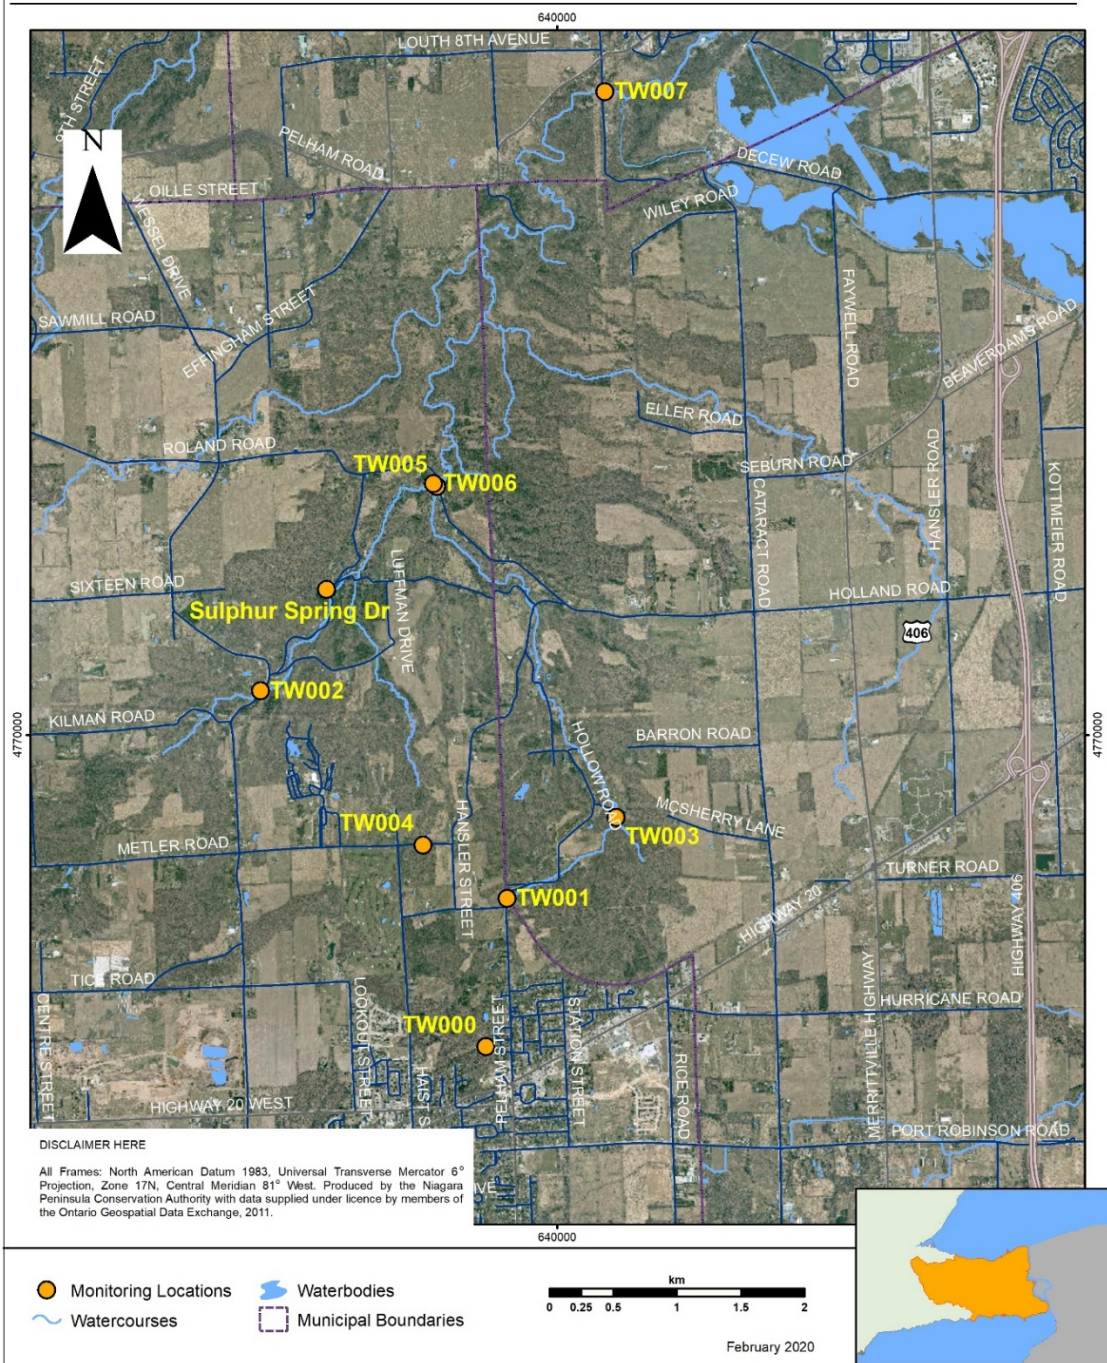 640000
LOUTH 8TH AVENUE
TW007
9TH STREET
N
PELHAM ROAD
DECEW ROAD
OILLE STREET
WILEY ROAD
WESSEL DRIVE
SAWMILL ROAD
EFFINGHAM STREET
FAYWELL ROAD
BEAVERDAMS ROAD
ELLER ROAD
ROLAND ROAD
TW005
TW006
SEBURN ROAD
CATARACT ROAD
HANSLER ROAD
KOTTMEIER ROAD
SIXTEEN ROAD
Sulphur Spring Dr
LUFFMAN DRIVE
HOLLAND ROAD
406
TW002
KILMAN ROAD
4770000
4770000
BARRON ROAD
HOLLOW ROAD
MCSHERRY LANE
TW004
TW003
METLER ROAD
HANSLER STREET
TURNER ROAD
TW001
HIGHWAY 20
HIGHWAY 406
TICE ROAD
CENTRE STREET
LOOKOUT STREET
TW000
PELHAM STREET
STATION STREET
HURRICANE ROAD
MERRITTVILLE HIGHWAY
HAIST S
RICE ROAD
HIGHWAY 20 WEST
PORT ROBINSON ROAD
DISCLAIMER HERE
All Frames: North American Datum 1983, Universal Transverse Mercator 6°
Projection, Zone 17N, Central Meridian 81° West. Produced by the Niagara
Peninsula Conservation Authority with data supplied under licence by members of
the Ontario Geospatial Data Exchange, 2011.
IVE
640000
Monitoring Locations
Waterbodies
Watercourses
Municipal Boundaries
km
0 0.25 0.5 1 1.5 2
February 2020